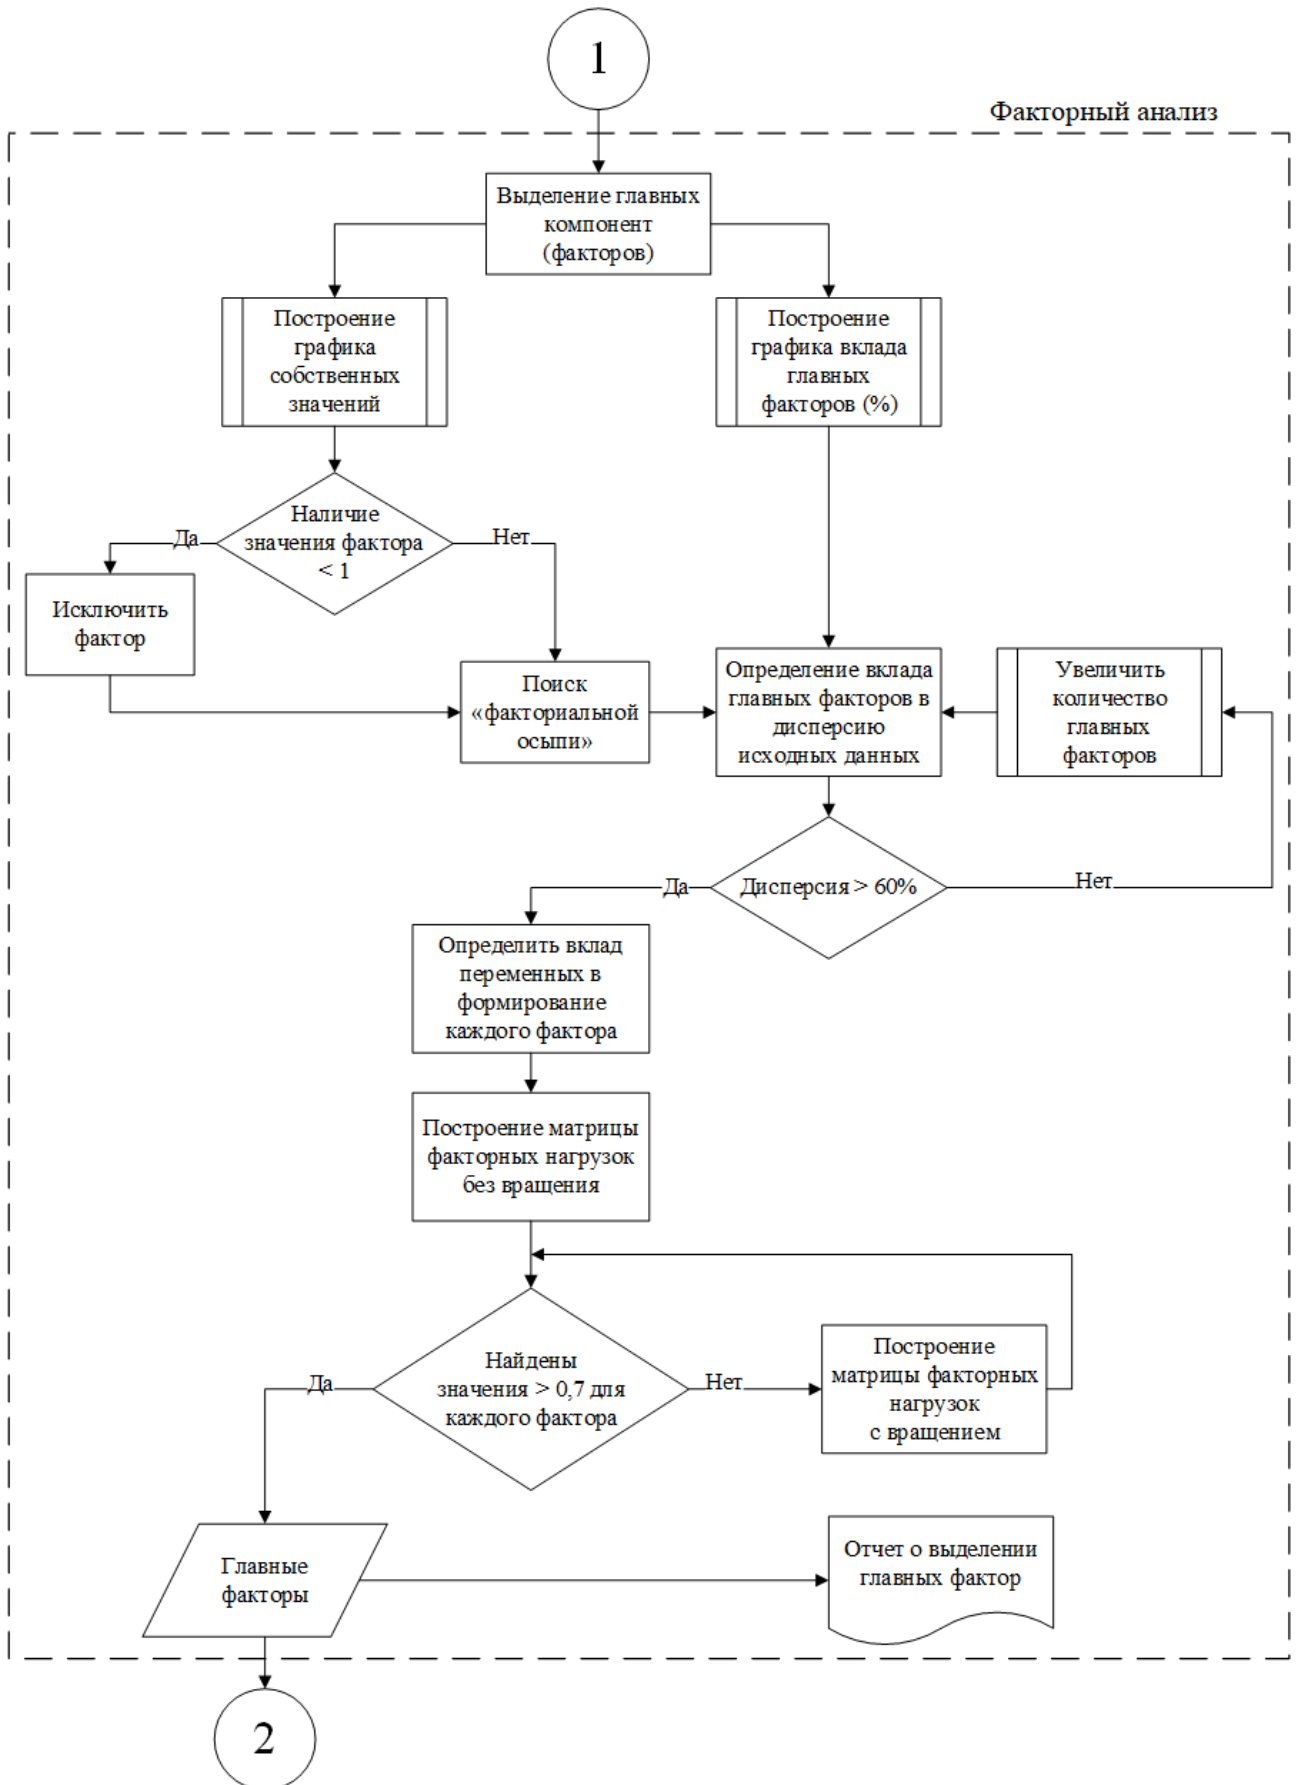 1
Факторный анализ
Выделение главных
компонент
(факторов)
Построение
графика
собственных
значений
Построение
графика вклада
главных
факторов (%)
Наличие
значения фактора
< 1
Да
Нет
Исключить
фактор
Поиск
«факториальной
осыпи»
Определение вклада
главных факторов в
дисперсию
исходных данных
Увеличить
количество
главных
факторов
Дисперсия > 60%
Да
Нет
Определить вклад
переменных в
формирование
каждого фактора
Построение матрицы
факторных нагрузок
без вращения
Найдены
значения > 0,7 для
каждого фактора
Да
Нет
Построение
матрицы факторных
нагрузок
с вращением
Главные
факторы
Отчет о выделении
главных фактор
2